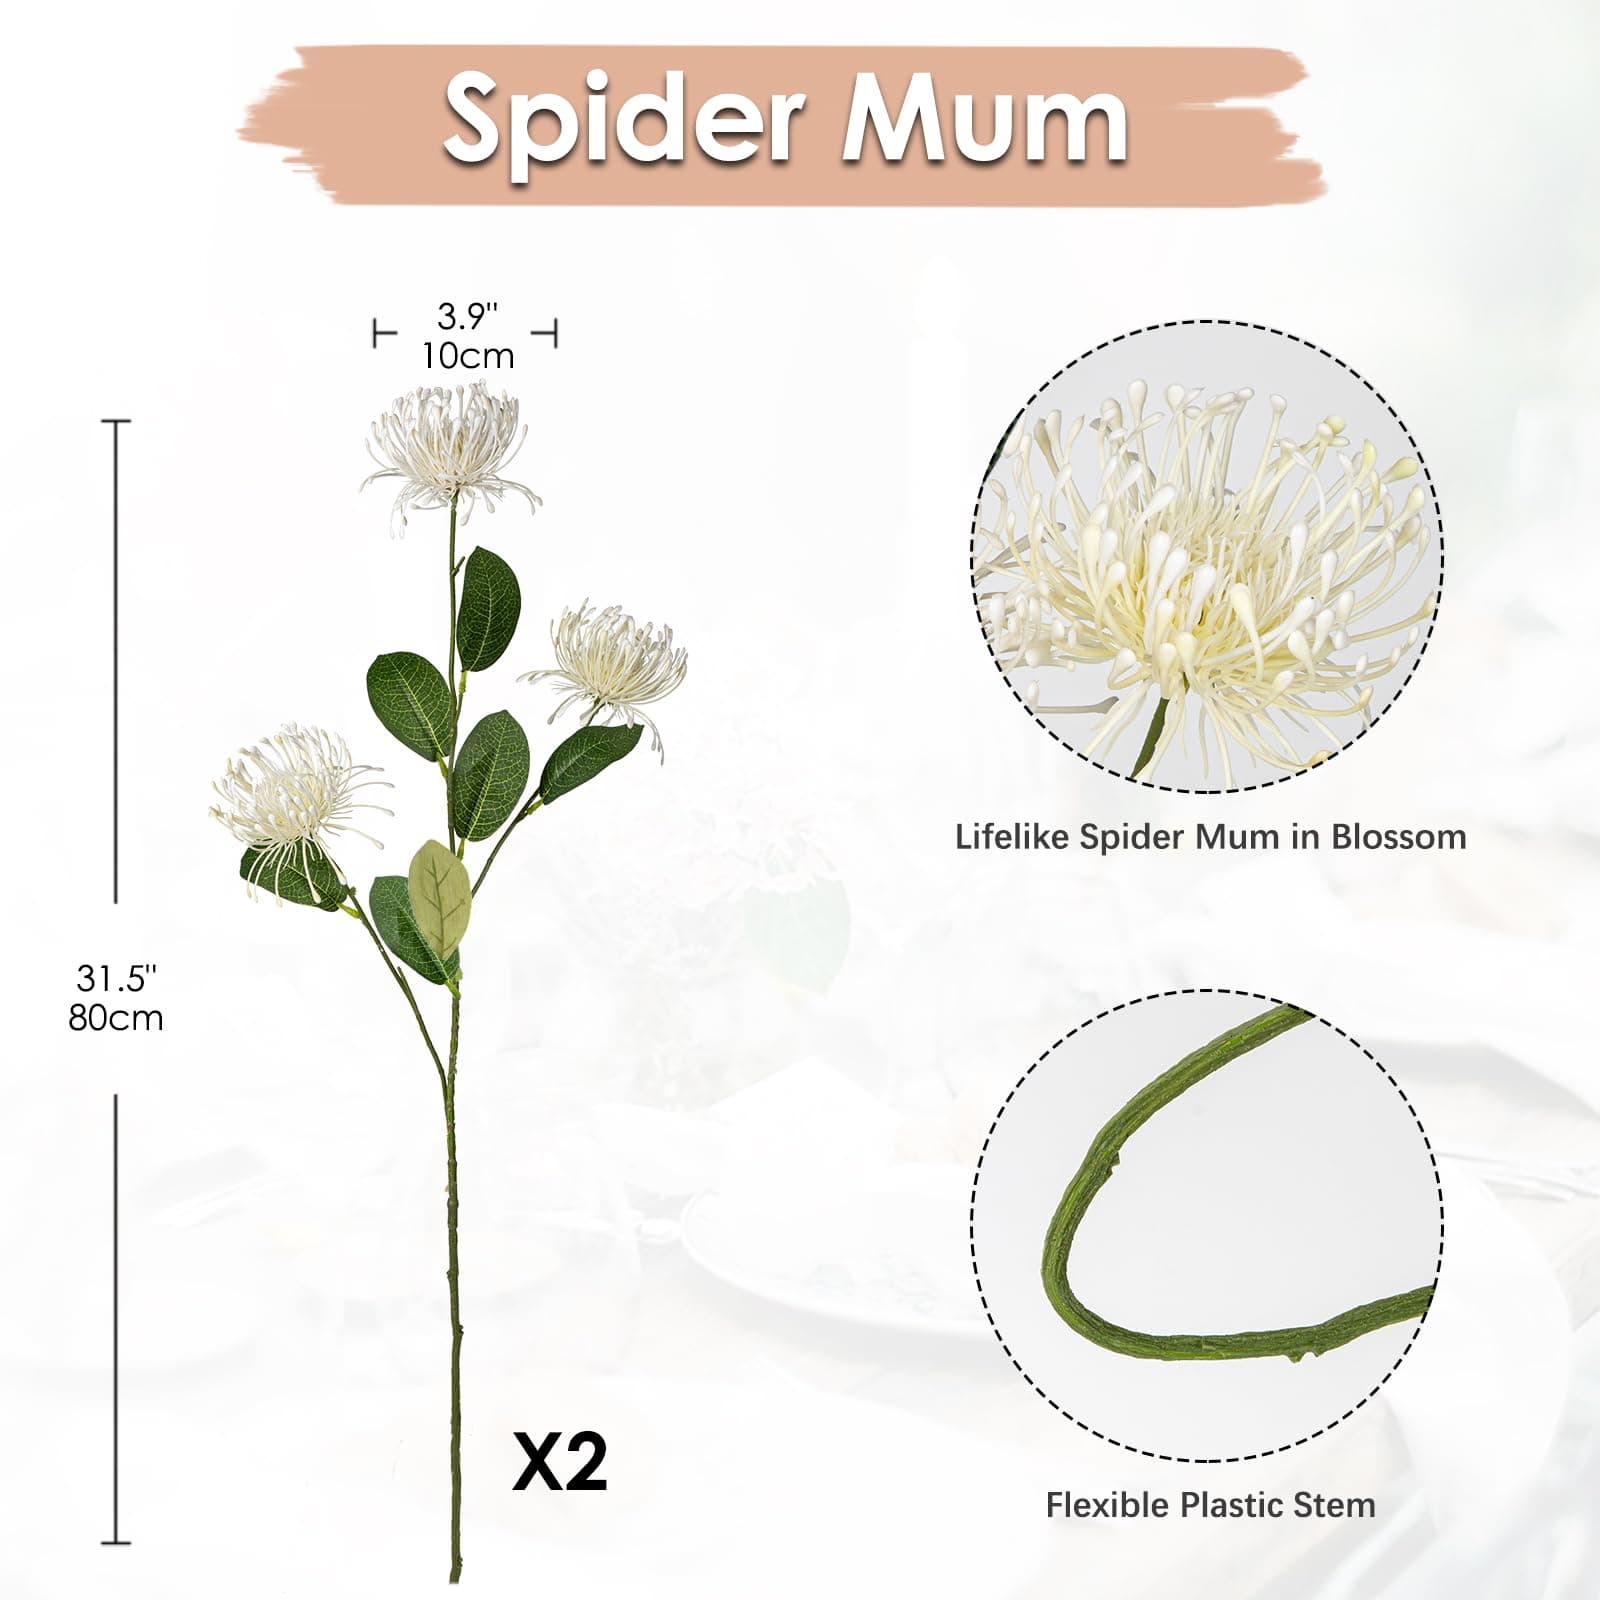 Spider Mum
3.9"
10cm
31.5"
80cm
X2
Lifelike Spider Mum in Blossom
Flexible Plastic Stem